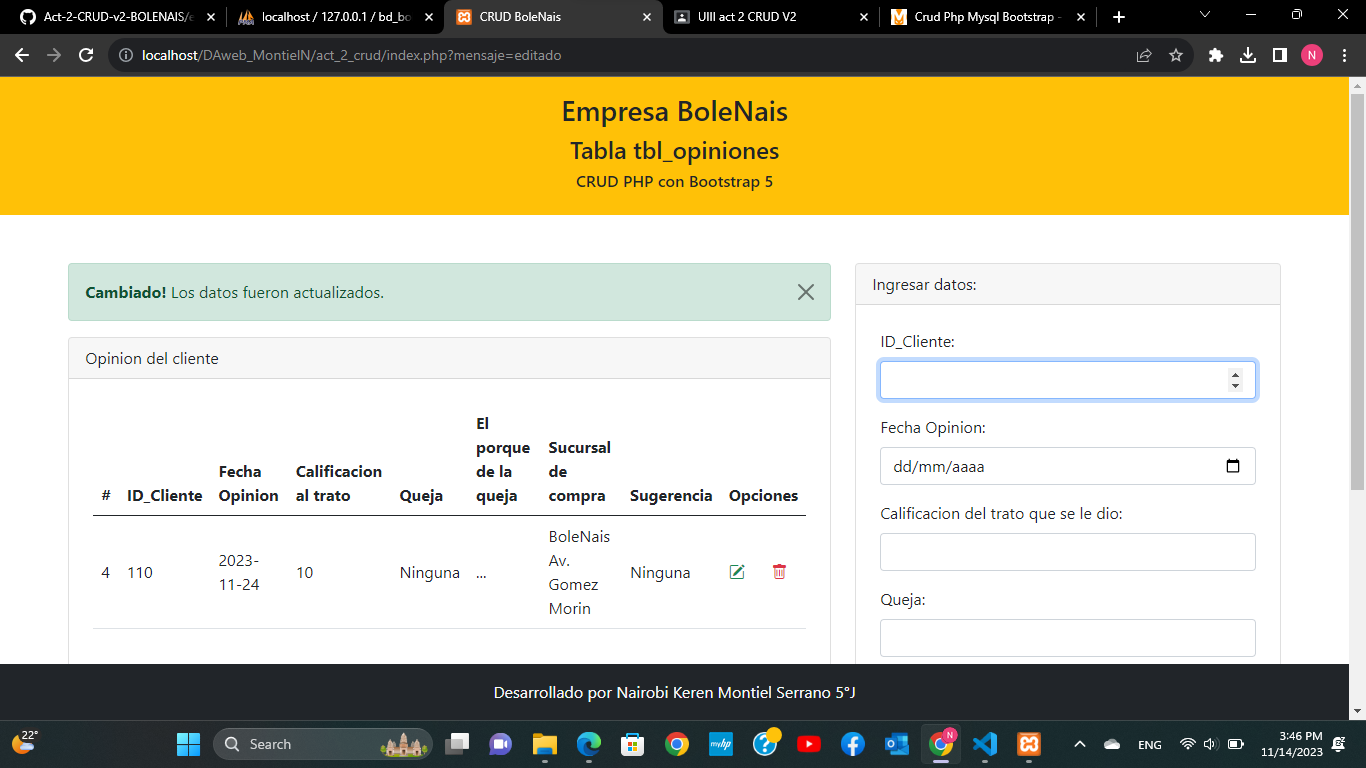 Act-2-CRUD-v2-BOLENAIS/e
localhost / 127.0.0.1 / bd_bo
CRUD BoleNais
UIII act 2 CRUD V2
Crud Php Mysql Bootstrap -
localhost/DAweb_MontielN/act_2_crud/index.php?mensaje=editado
N
Empresa BoleNais
Tabla tbl_opiniones
CRUD PHP con Bootstrap 5
Cambiado! Los datos fueron actualizados.
Opinion del cliente
# ID_Cliente Fecha Opinion Calificacion al trato Queja El porque de la queja Sucursal de compra Sugerencia Opciones
4 110 2023-11-24 10 Ninguna ... BoleNais Av. Gomez Morin Ninguna
Ingresar datos:
ID_Cliente:
Fecha Opinion:
dd/mm/aaaa
Calificacion del trato que se le dio:
Queja:
Desarrollado por Nairobi Keren Montiel Serrano 5°J
22°
Search
myhp
N
ENG
3:46 PM
11/14/2023